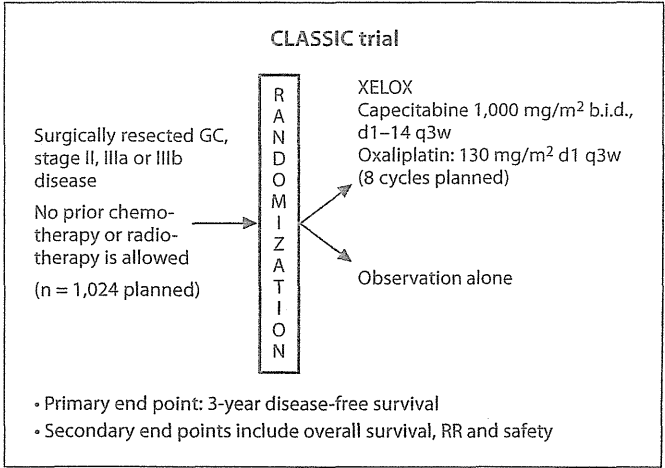 CLASSIC trial
Surgically resected GC,
stage II, IIIa or IIIb
disease
No prior chemo-
therapy or radio-
therapy is allowed
(n = 1,024 planned)
RANDOMIZATION
XELOX
Capecitabine 1,000 mg/m² b.i.d.,
d1–14 q3w
Oxaliplatin: 130 mg/m² d1 q3w
(8 cycles planned)
Observation alone
• Primary end point: 3-year disease-free survival
• Secondary end points include overall survival, RR and safety